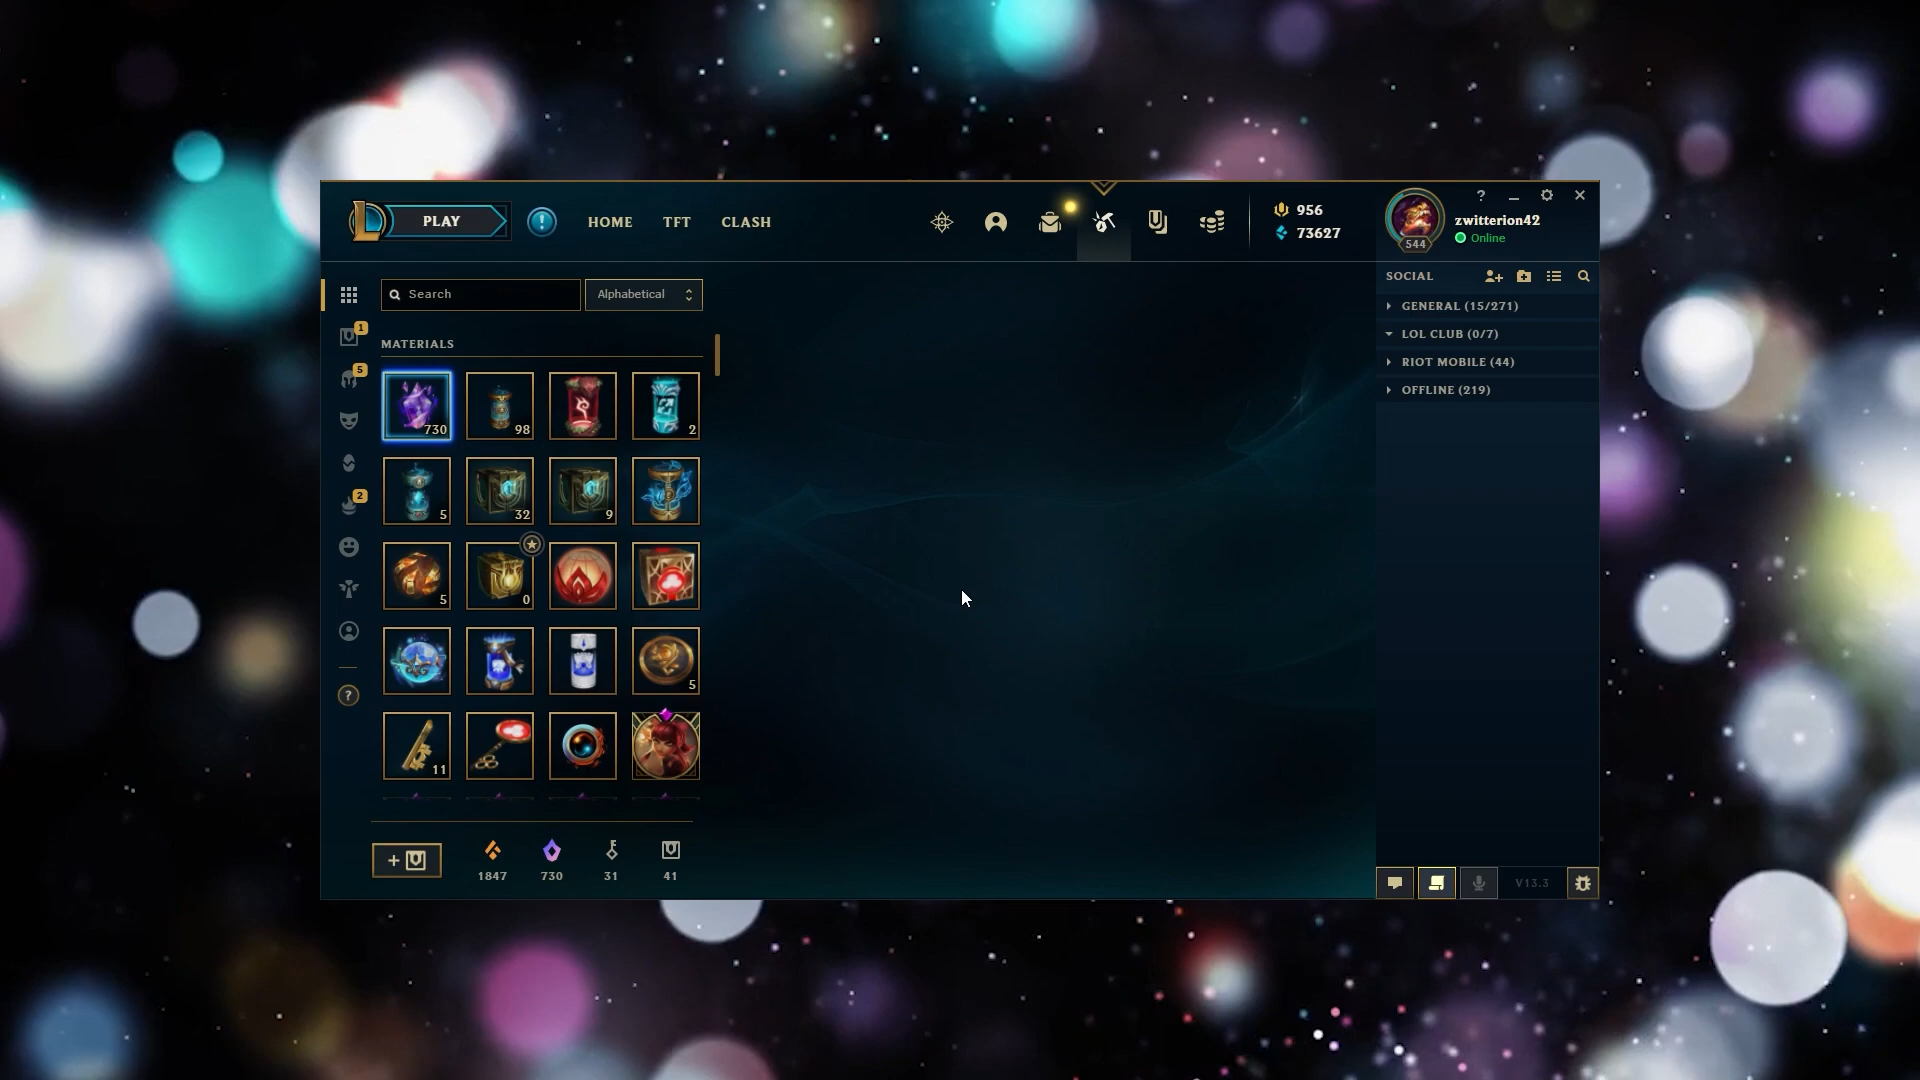 PLAY
HOME
TFT
CLASH
956
73627
544
zwitterion42
Online
Search
Alphabetical
SOCIAL
GENERAL (15/271)
LOL CLUB (0/7)
RIOT MOBILE (44)
OFFLINE (219)
1
5
2
MATERIALS
730
98
2
5
32
9
5
0
5
11
1847
730
31
41
V13.3